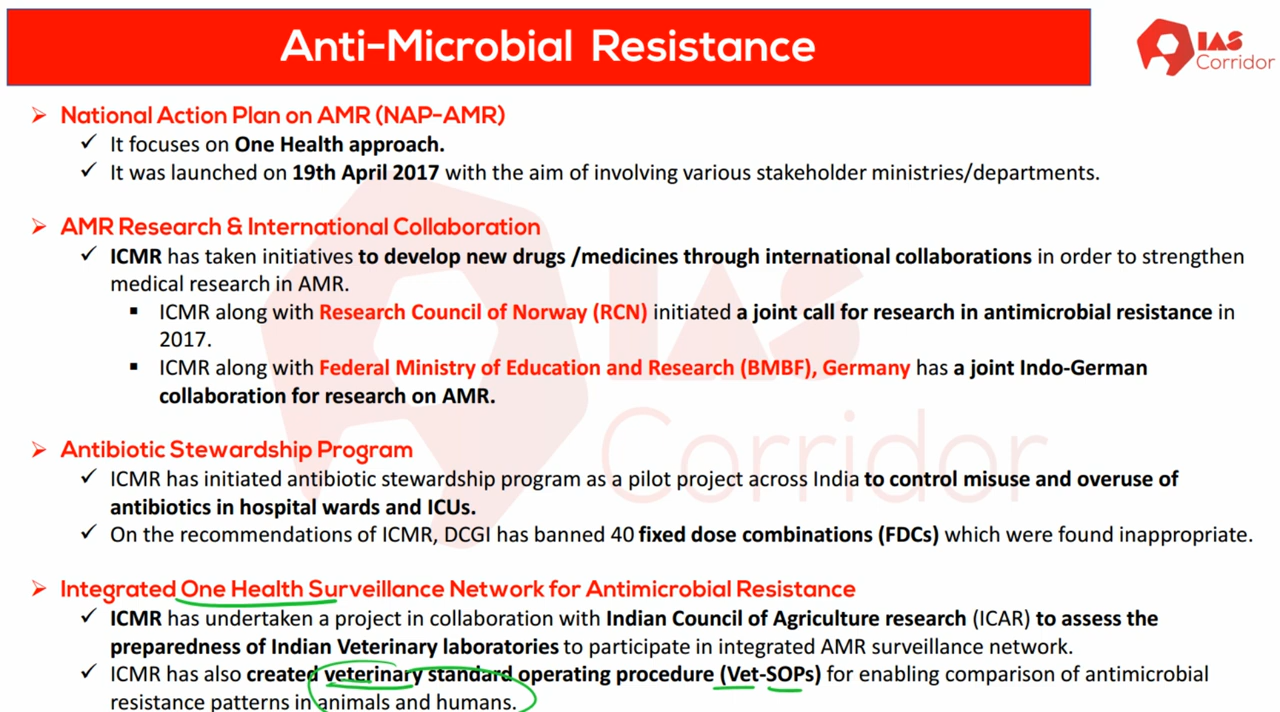 Anti-Microbial Resistance
IAS
Corridor
National Action Plan on AMR (NAP-AMR)
It focuses on One Health approach.
It was launched on 19th April 2017 with the aim of involving various stakeholder ministries/departments.
AMR Research & International Collaboration
ICMR has taken initiatives to develop new drugs /medicines through international collaborations in order to strengthen
medical research in AMR.
ICMR along with Research Council of Norway (RCN) initiated a joint call for research in antimicrobial resistance in
2017.
ICMR along with Federal Ministry of Education and Research (BMBF), Germany has a joint Indo-German
collaboration for research on AMR.
Antibiotic Stewardship Program
ICMR has initiated antibiotic stewardship program as a pilot project across India to control misuse and overuse of
antibiotics in hospital wards and ICUs.
On the recommendations of ICMR, DCGI has banned 40 fixed dose combinations (FDCs) which were found inappropriate.
Integrated One Health Surveillance Network for Antimicrobial Resistance
ICMR has undertaken a project in collaboration with Indian Council of Agriculture research (ICAR) to assess the
preparedness of Indian Veterinary laboratories to participate in integrated AMR surveillance network.
ICMR has also created veterinary standard operating procedure (Vet-SOPs) for enabling comparison of antimicrobial
resistance patterns in animals and humans.
IAS
Corridor